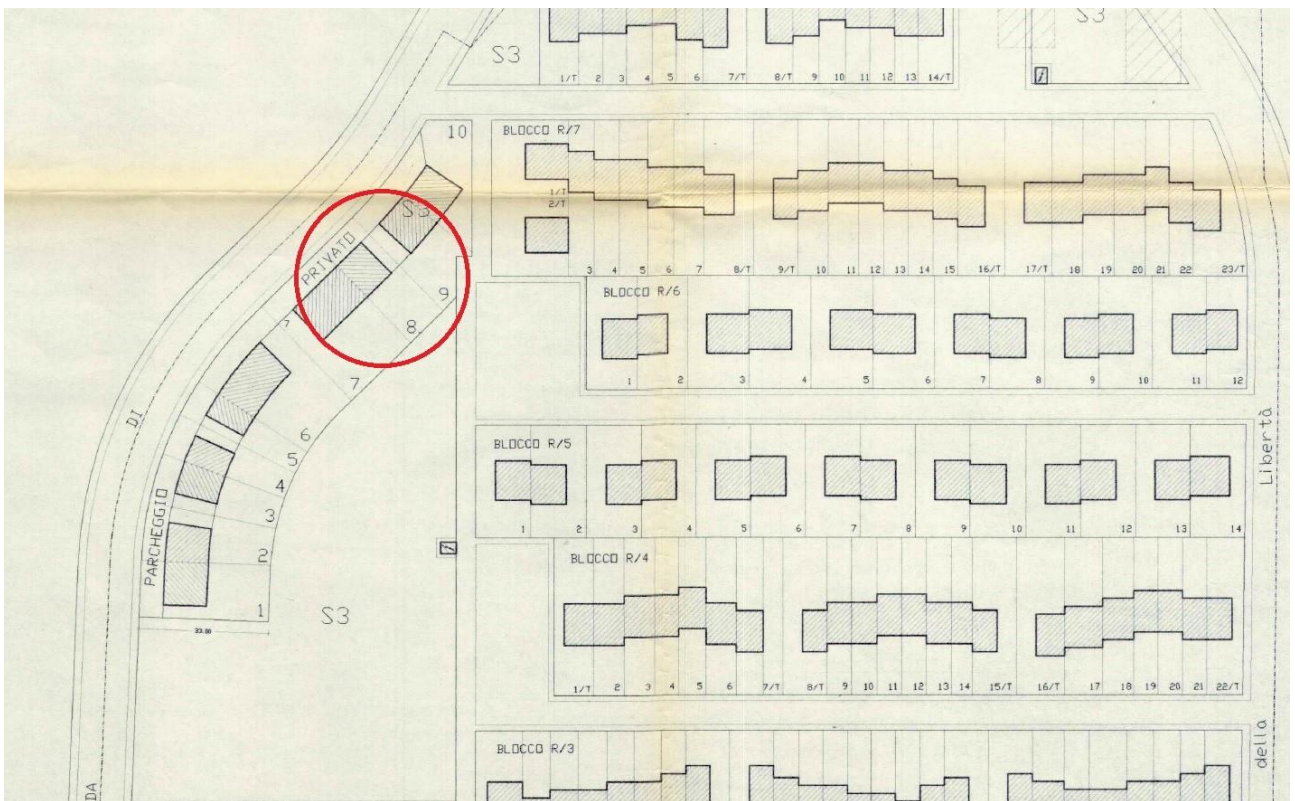 S3
S3
1/T 2 3 4 5 6 7/T 8/T 9 10 11 12 13 14/T
10
BLOCCO R/7
1/T
2/T
3 4 5 6 7 8/T 9/T 10 11 12 13 14 15 16/T 17/T 18 19 20 21 22 23/T
S3
PRIVATO
9
8
7
7
6
5
4
3
2
1
BLOCCO R/6
1 2 3 4 5 6 7 8 9 10 11 12
DI
BLOCCO R/5
1 2 3 4 5 6 7 8 9 10 11 12 13 14
Libertà
PARCHEGGIO
S3
BLOCCO R/4
1/T 2 3 4 5 6 7/T 8/T 9 10 11 12 13 14 15/T 16/T 17 18 19 20 21 22/T
BLOCCO R/3
della
DA